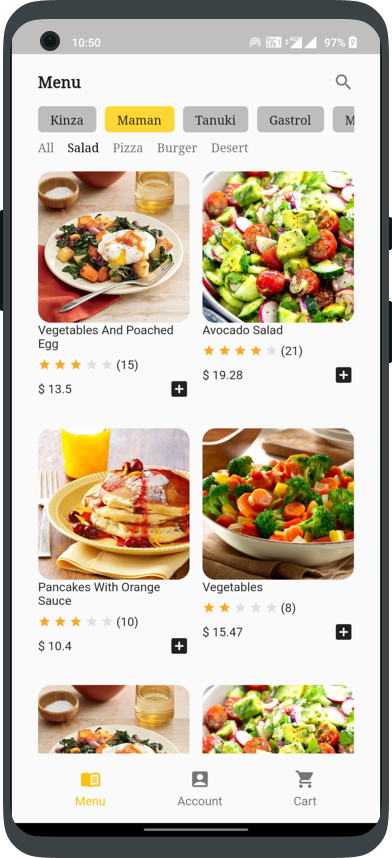 10:50
97%
Menu
Kinza Maman Tanuki Gastrol M
All Salad Pizza Burger Desert
Vegetables And Poached
Egg
(15)
$ 13.5
Avocado Salad
(21)
$ 19.28
Pancakes With Orange
Sauce
(10)
$ 10.4
Vegetables
(8)
$ 15.47
Menu Account Cart